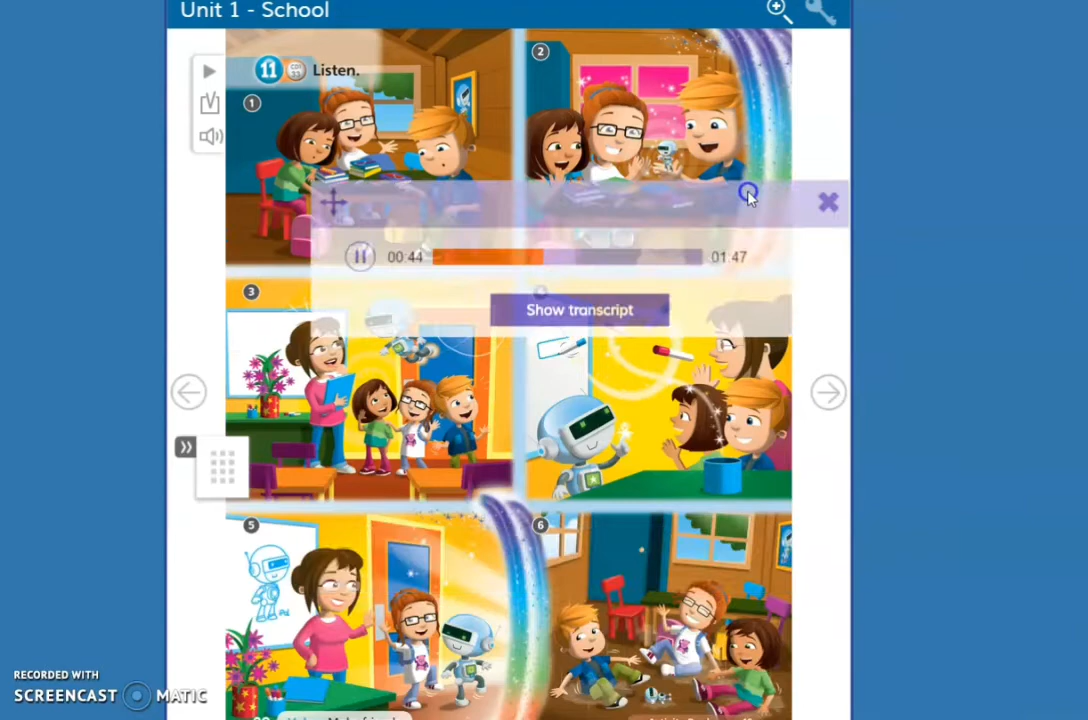 Unit 1 - School
11 Listen.
1
2
00:44
01:47
Show transcript
3
5
6
RECORDED WITH
SCREENCAST MATIC